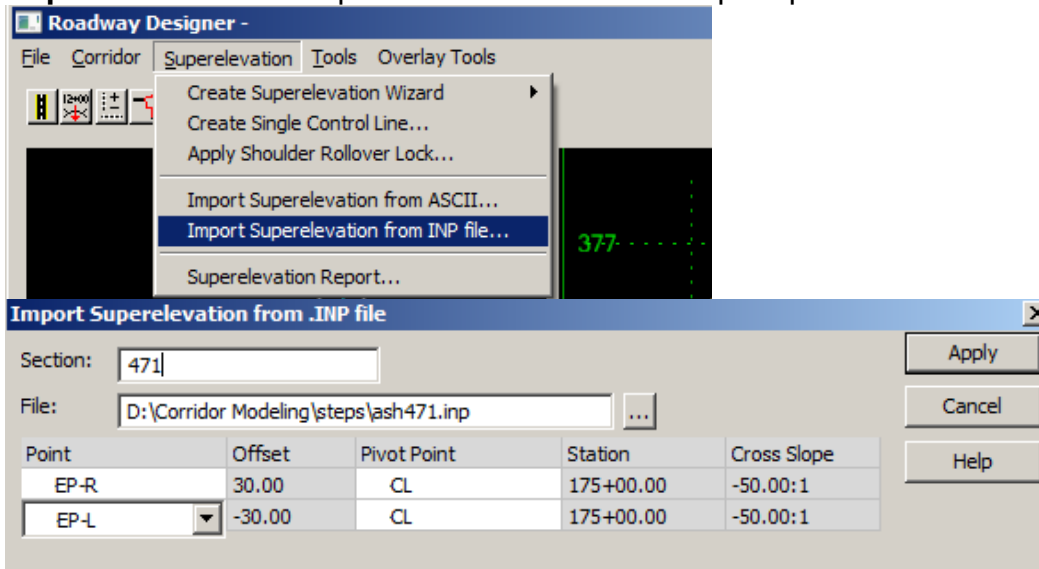 Roadway Designer -
File Corridor Superelevation Tools Overlay Tools
12+00
Create Superelevation Wizard
Create Single Control Line...
Apply Shoulder Rollover Lock...
Import Superelevation from ASCII...
Import Superelevation from INP file...
377
Superelevation Report...
Import Superelevation from .INP file
Section: 471 Apply
File: D:\Corridor Modeling\steps\ash471.inp ... Cancel
Point Offset Pivot Point Station Cross Slope Help
EP-R 30.00 CL 175+00.00 -50.00:1
EP-L -30.00 CL 175+00.00 -50.00:1